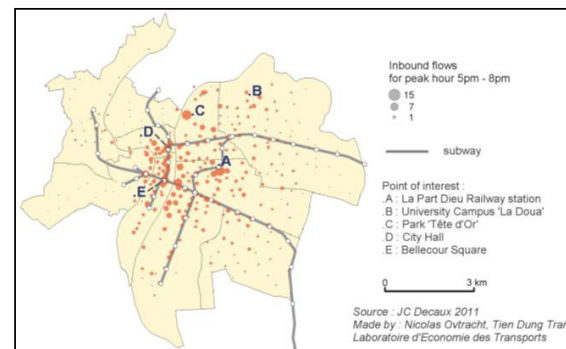 B
C
D
A
.E
Inbound flows
for peak hour 5pm - 8pm
15
7
1
subway
Point of interest :
.A : La Part Dieu Railway station
.B : University Campus 'La Doua'
.C : Park 'Tête d'Or'
.D : City Hall
.E : Bellecour Square
0 3 km
Source : JC Decaux 2011
Made by : Nicolas Ovtracht, Tien Dung Tran
Laboratoire d'Economie des Transports